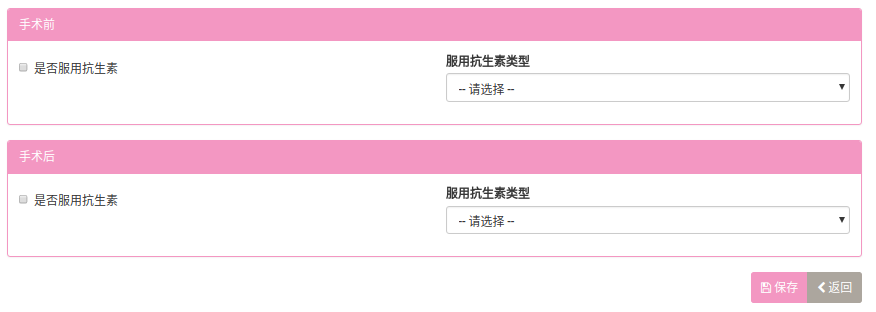 手术前
是否服用抗生素
服用抗生素类型
-- 请选择 --
手术后
是否服用抗生素
服用抗生素类型
-- 请选择 --
保存 返回